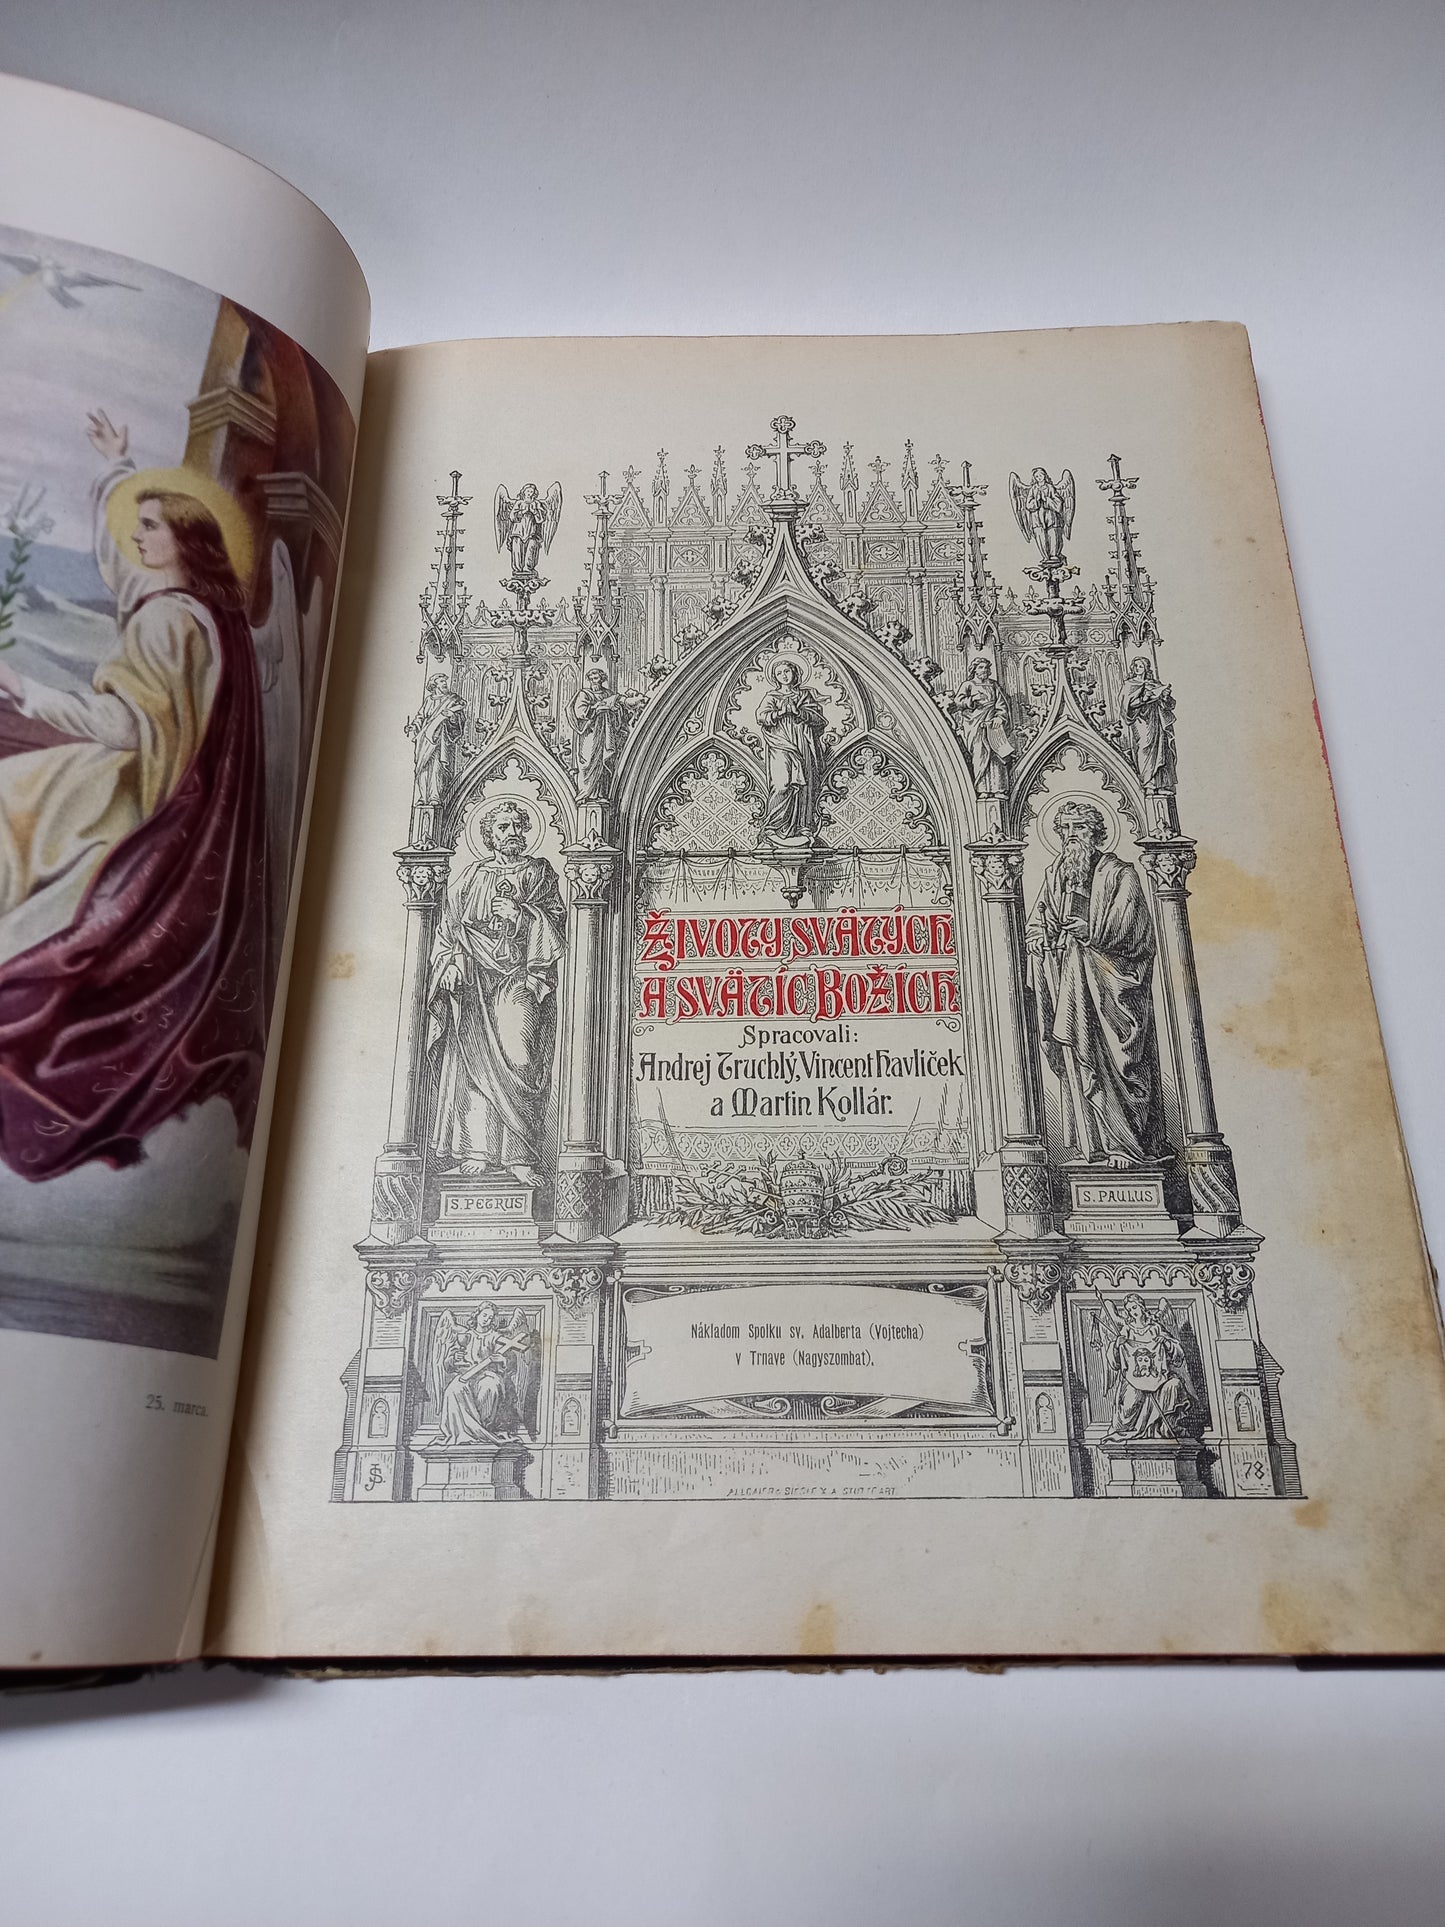 ŽIVOTY SVÄTÝCH
A SVÄTÍC BOŽÍCH
Spracovali:
Andrej Truchlý, Vincent Havlíček
a Martin Kollár.
S. PETRUS
S. PAULUS
Nákladom Spolku sv. Adalberta (Vojtecha)
v Trnave (Nagyszombat).
78
25. marca.